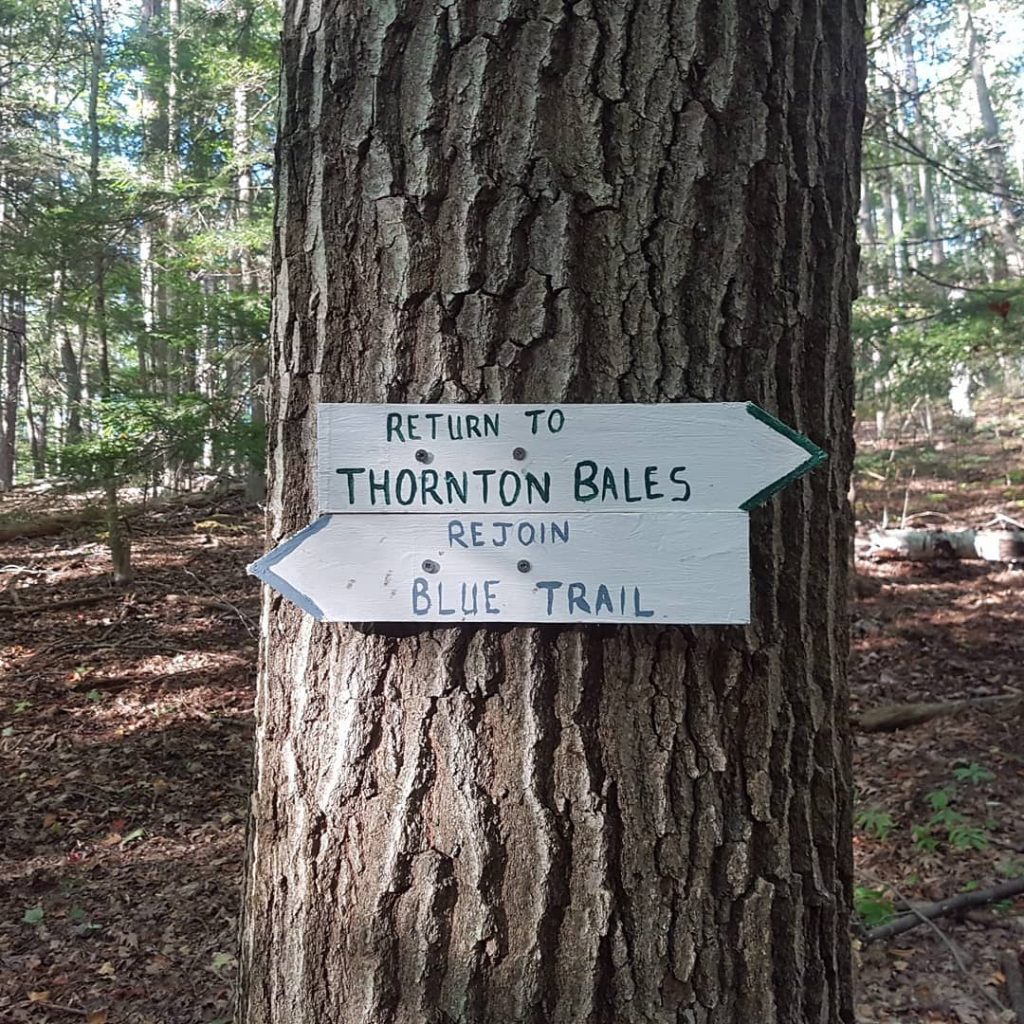 RETURN TO
THORNTON BALES
REJOIN
BLUE TRAIL